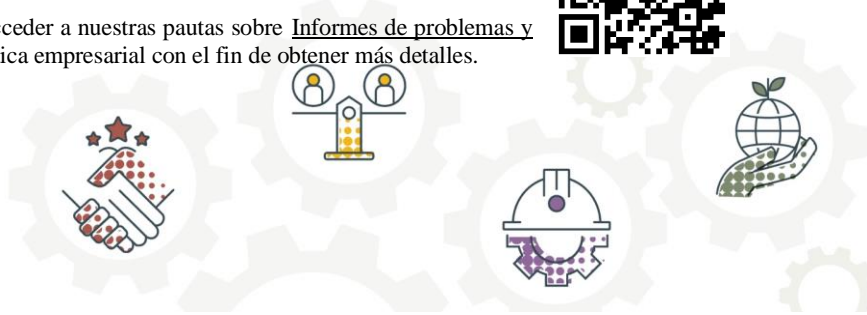 ceder a nuestras pautas sobre Informes de problemas y
ica empresarial con el fin de obtener más detalles.